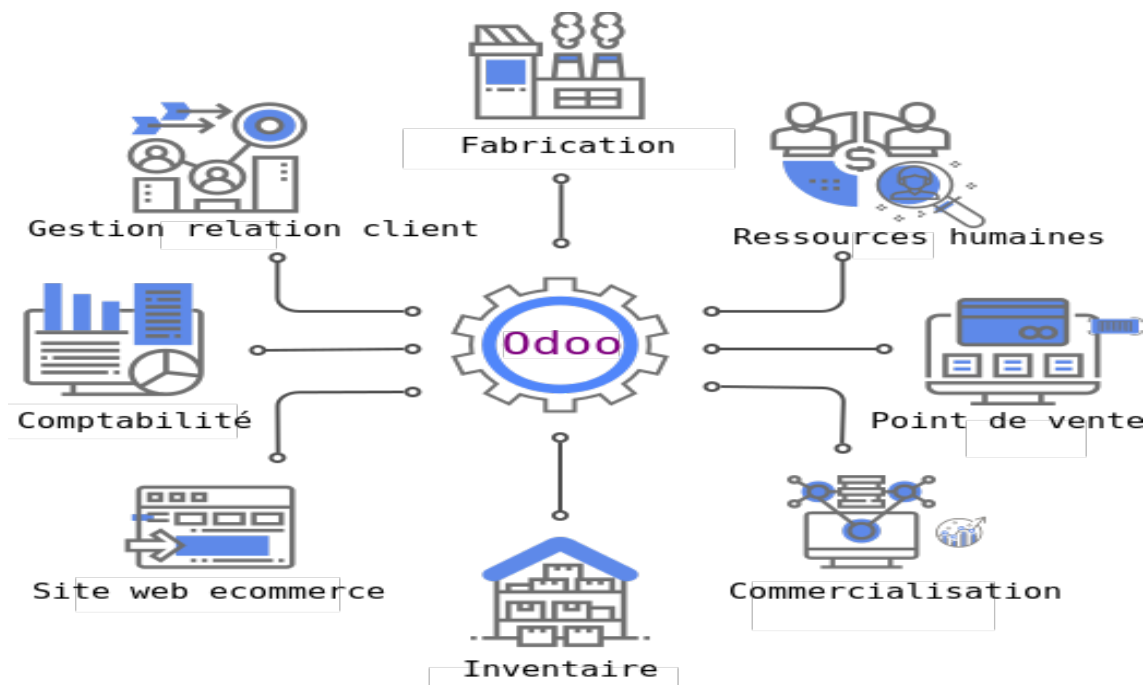 Fabrication
Gestion relation client
Ressources humaines
Odoo
Comptabilité
Point de vente
Site web ecommerce
Commercialisation
Inventaire